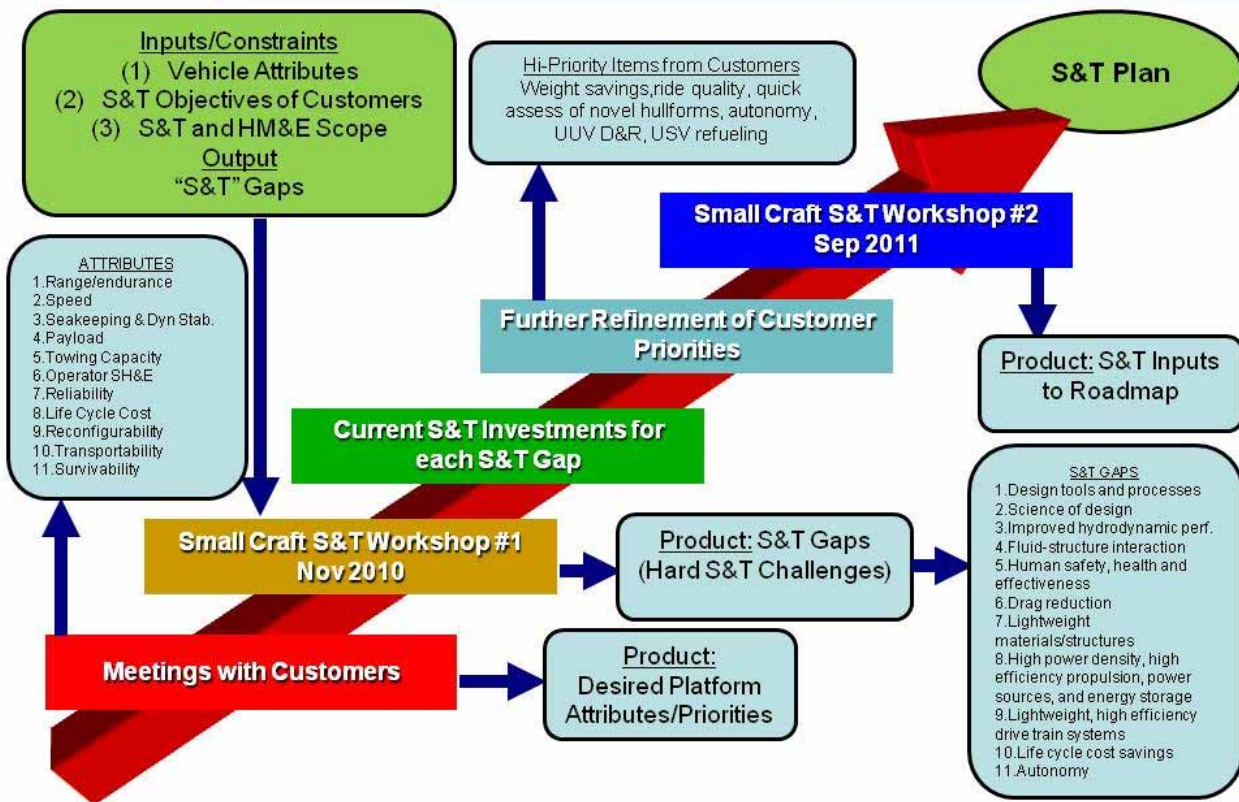 Inputs/Constraints
(1) Vehicle Attributes
(2) S&T Objectives of Customers
(3) S&T and HM&E Scope
Output
“S&T” Gaps
Hi-Priority Items from Customers
Weight savings,ride quality, quick
assess of novel hullforms, autonomy,
UUV D&R, USV refueling
S&T Plan
Small Craft S&T Workshop #2
Sep 2011
ATTRIBUTES
1.Range/endurance
2.Speed
3.Seakeeping & Dyn Stab.
4.Payload
5.Towing Capacity
6.Operator SH&E
7.Reliability
8.Life Cycle Cost
9.Reconfigurability
10.Transportability
11.Survivability
Further Refinement of Customer
Priorities
Product: S&T Inputs
to Roadmap
Current S&T Investments for
each S&T Gap
Small Craft S&T Workshop #1
Nov 2010
Product: S&T Gaps
(Hard S&T Challenges)
S&T GAPS
1.Design tools and processes
2.Science of design
3.Improved hydrodynamic perf.
4.Fluid-structure interaction
5.Human safety, health and
effectiveness
6.Drag reduction
7.Lightweight
materials/structures
8.High power density, high
efficiency propulsion, power
sources, and energy storage
9.Lightweight, high efficiency
drive train systems
10.Life cycle cost savings
11.Autonomy
Meetings with Customers
Product:
Desired Platform
Attributes/Priorities